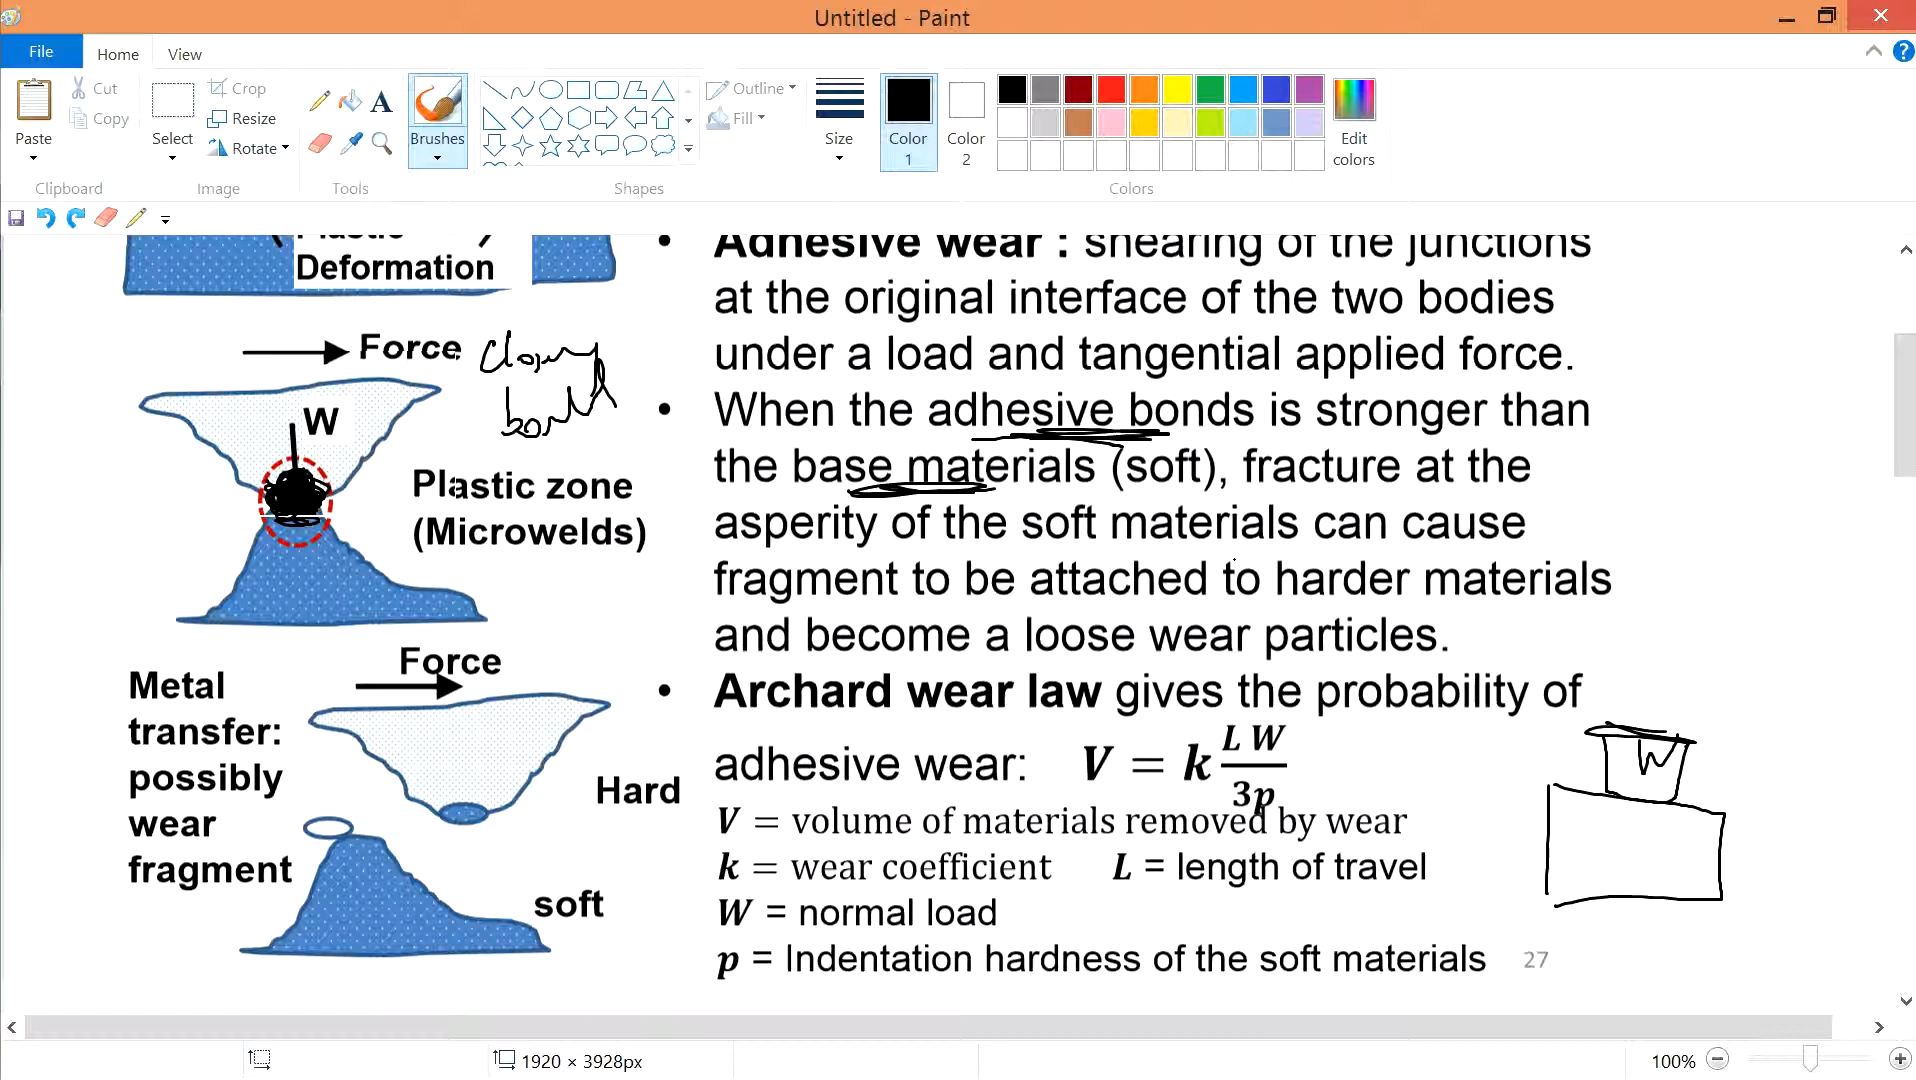 Untitled - Paint
File
Home
View
Paste
Cut
Copy
Clipboard
Select
Crop
Resize
Rotate
Image
Tools
Brushes
Shapes
Outline
Fill
Size
Color 1
Color 2
Edit colors
Colors
Plastic
Deformation
Force
W
bond
Plastic zone
(Microwelds)
Force
Metal
transfer:
possibly
wear
fragment
Hard
soft
• Adhesive wear : shearing of the junctions
at the original interface of the two bodies
under a load and tangential applied force.
• When the adhesive bonds is stronger than
the base materials (soft), fracture at the
asperity of the soft materials can cause
fragment to be attached to harder materials
and become a loose wear particles.
• Archard wear law gives the probability of
adhesive wear: V = k L W / 3p
V = volume of materials removed by wear
k = wear coefficient L = length of travel
W = normal load
p = Indentation hardness of the soft materials
27
W
1920 × 3928px
100%